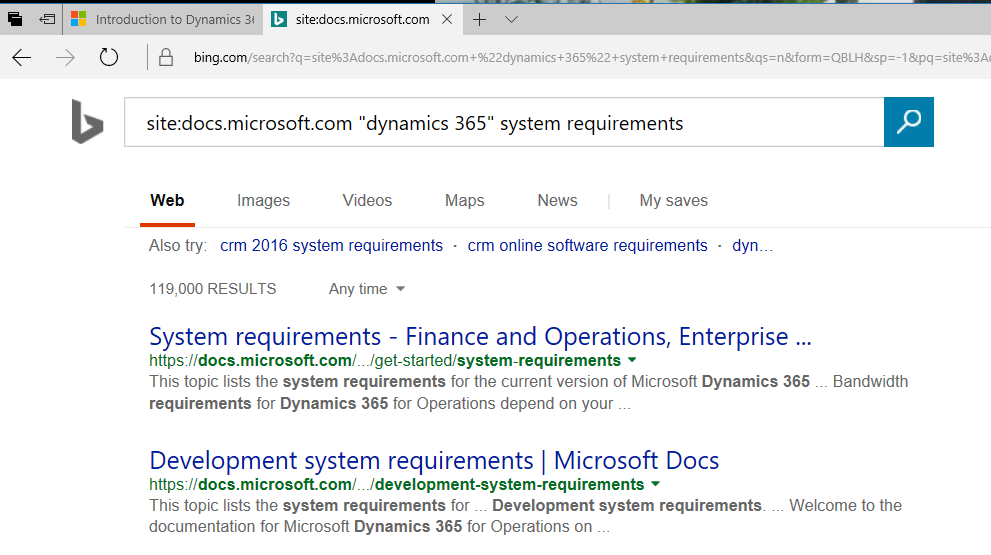 Introduction to Dynamics 36
site:docs.microsoft.com
bing.com/search?q=site%3Adocs.microsoft.com+%22dynamics+365%22+system+requirements&qs=n&form=QBLH&sp=-1&pq=site%3Ad
site:docs.microsoft.com "dynamics 365" system requirements
Web Images Videos Maps News | My saves
Also try: crm 2016 system requirements · crm online software requirements · dyn...
119,000 RESULTS Any time
System requirements - Finance and Operations, Enterprise ...
https://docs.microsoft.com/.../get-started/system-requirements
This topic lists the system requirements for the current version of Microsoft Dynamics 365 ... Bandwidth
requirements for Dynamics 365 for Operations depend on your ...
Development system requirements | Microsoft Docs
https://docs.microsoft.com/.../development-system-requirements
This topic lists the system requirements for ... Development system requirements. ... Welcome to the
documentation for Microsoft Dynamics 365 for Operations on ...